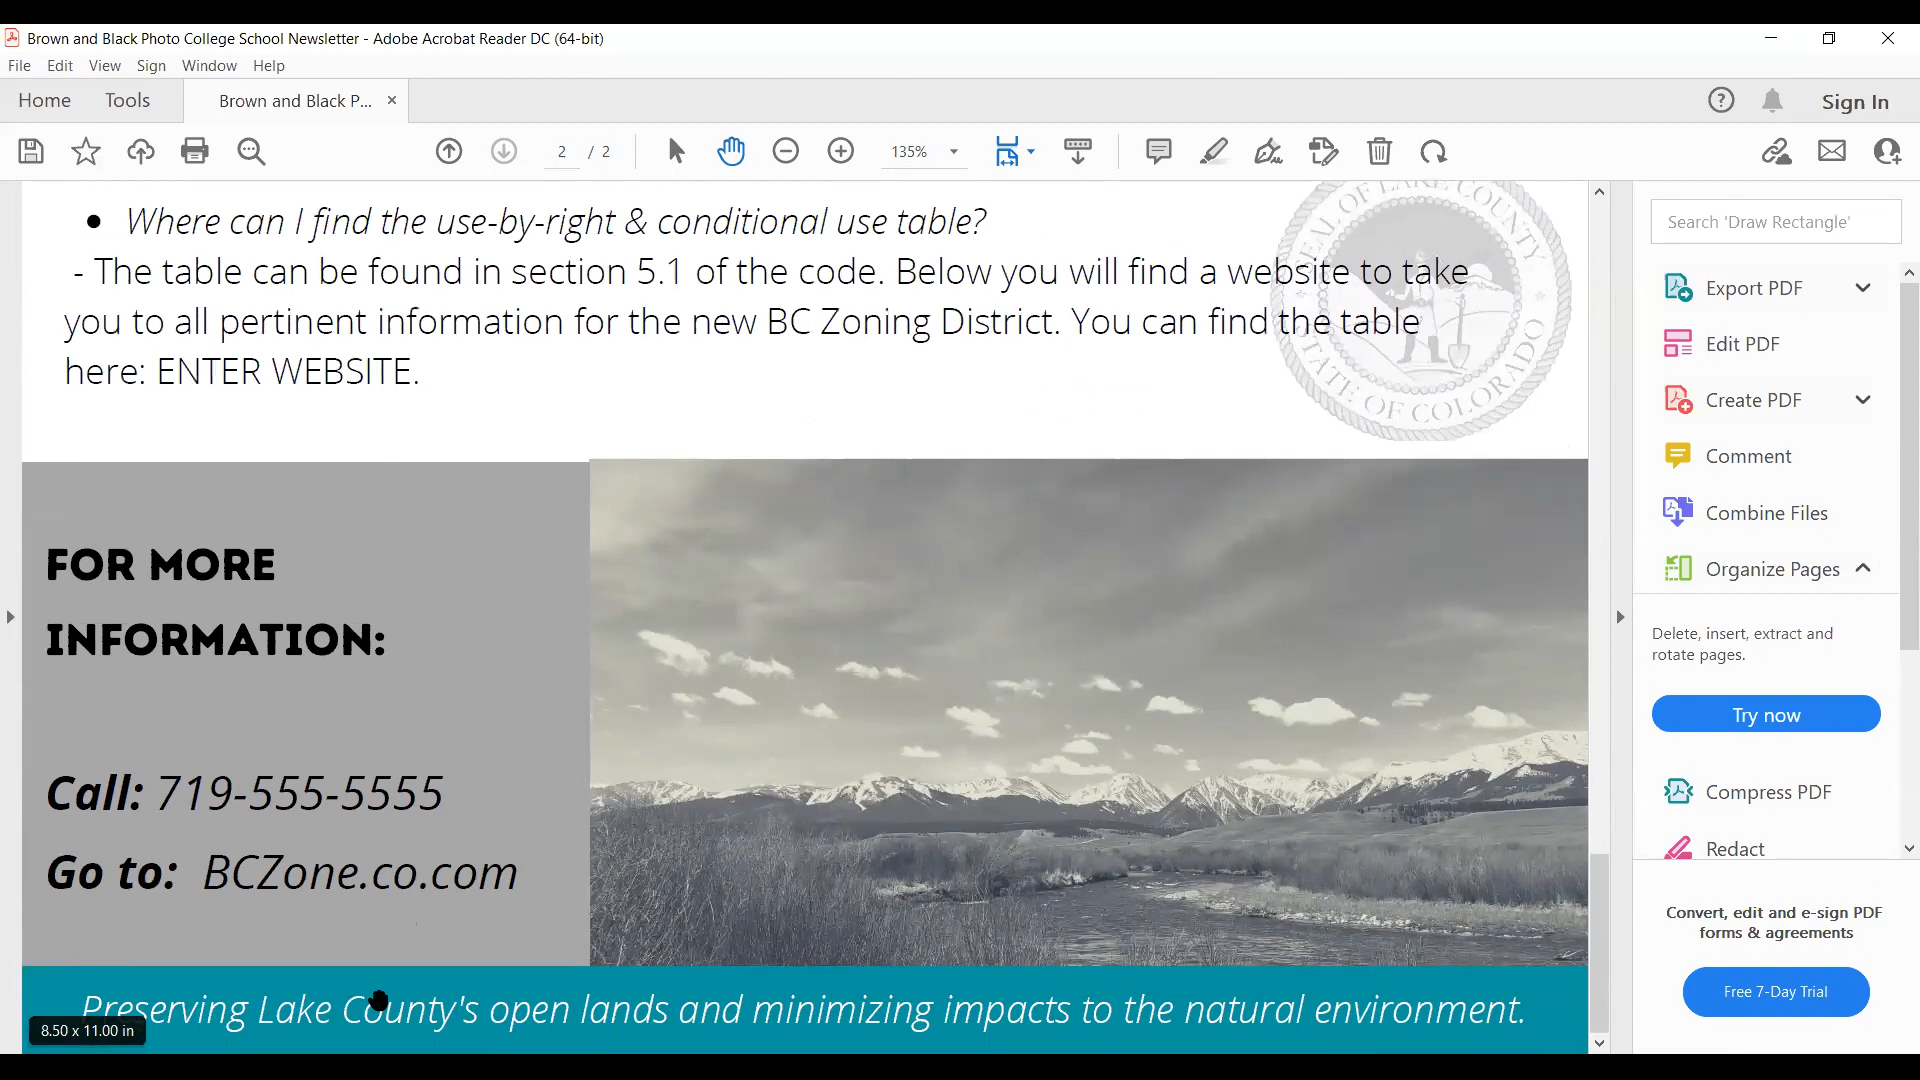 Brown and Black Photo College School Newsletter - Adobe Acrobat Reader DC (64-bit)
File Edit View Sign Window Help
Home Tools Brown and Black P... Sign In
2 / 2 135%
Where can I find the use-by-right & conditional use table?
- The table can be found in section 5.1 of the code. Below you will find a website to take
you to all pertinent information for the new BC Zoning District. You can find the table
here: ENTER WEBSITE.
SEAL OF LAKE COUNTY
STATE OF COLORADO
FOR MORE
INFORMATION:
Call: 719-555-5555
Go to: BCZone.co.com
Preserving Lake County's open lands and minimizing impacts to the natural environment.
8.50 x 11.00 in
Search 'Draw Rectangle'
Export PDF
Edit PDF
Create PDF
Comment
Combine Files
Organize Pages
Delete, insert, extract and
rotate pages.
Try now
Compress PDF
Redact
Convert, edit and e-sign PDF
forms & agreements
Free 7-Day Trial